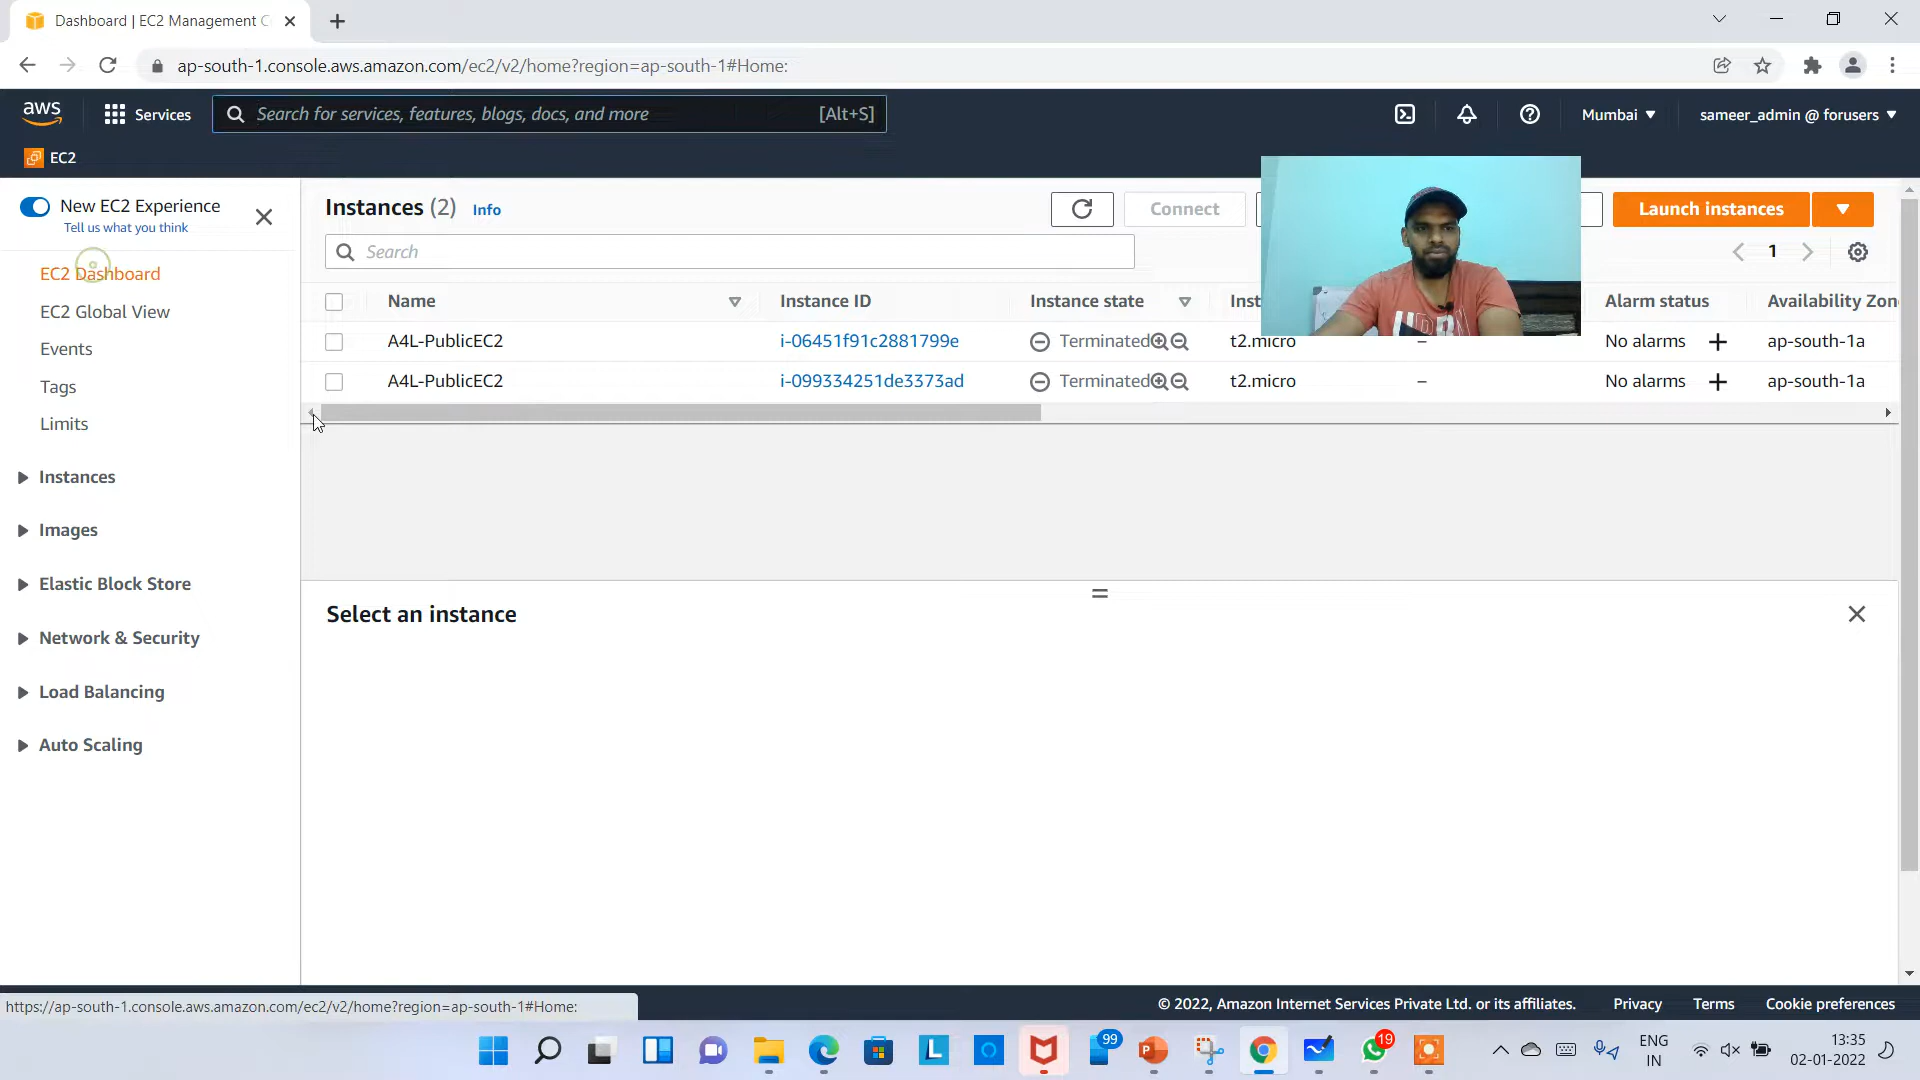 Dashboard | EC2 Management C
ap-south-1.console.aws.amazon.com/ec2/v2/home?region=ap-south-1#Home:
aws
Services
Search for services, features, blogs, docs, and more
[Alt+S]
Mumbai
sameer_admin @ forusers
EC2
New EC2 Experience
Tell us what you think
EC2 Dashboard
EC2 Global View
Events
Tags
Limits
Instances
Images
Elastic Block Store
Network & Security
Load Balancing
Auto Scaling
Instances (2) Info
Connect
Launch instances
Search
1
Name Instance ID Instance state Inst Alarm status Availability Zon
A4L-PublicEC2 i-06451f91c2881799e Terminated t2.micro – No alarms + ap-south-1a
A4L-PublicEC2 i-099334251de3373ad Terminated t2.micro – No alarms + ap-south-1a
Select an instance
https://ap-south-1.console.aws.amazon.com/ec2/v2/home?region=ap-south-1#Home:
© 2022, Amazon Internet Services Private Ltd. or its affiliates. Privacy Terms Cookie preferences
99
19
ENG
IN
13:35
02-01-2022